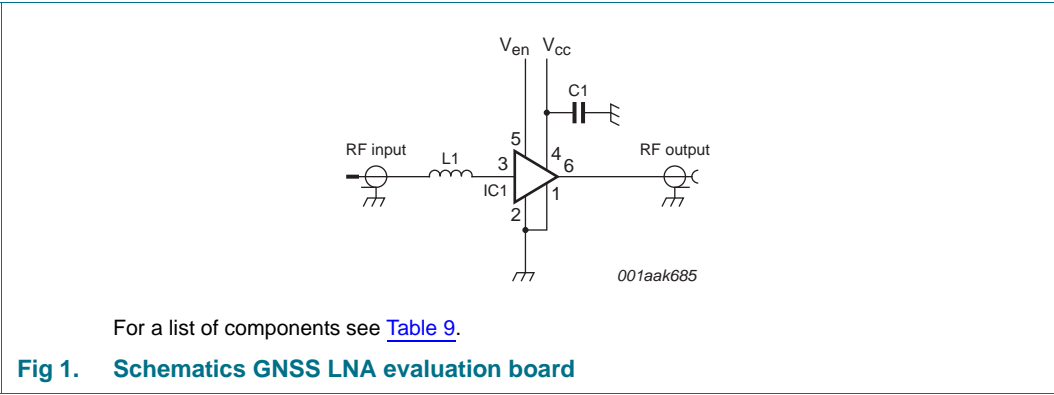 Ven Vcc
C1
5
4
RF input
L1
3
6
RF output
IC1
1
2
001aak685
For a list of components see Table 9.
Fig 1. Schematics GNSS LNA evaluation board